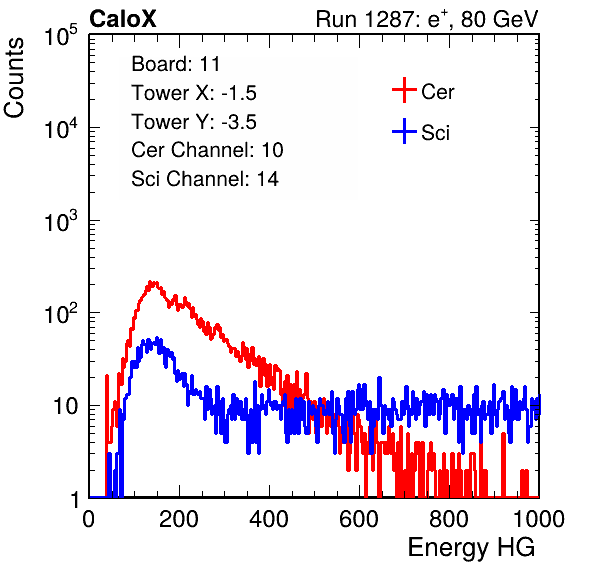 CaloX Run 1287: e⁺, 80 GeV
Counts
10⁵
10⁴
10³
10²
10
1
Board: 11
Tower X: -1.5
Tower Y: -3.5
Cer Channel: 10
Sci Channel: 14
Cer
Sci
0 200 400 600 800 1000
Energy HG